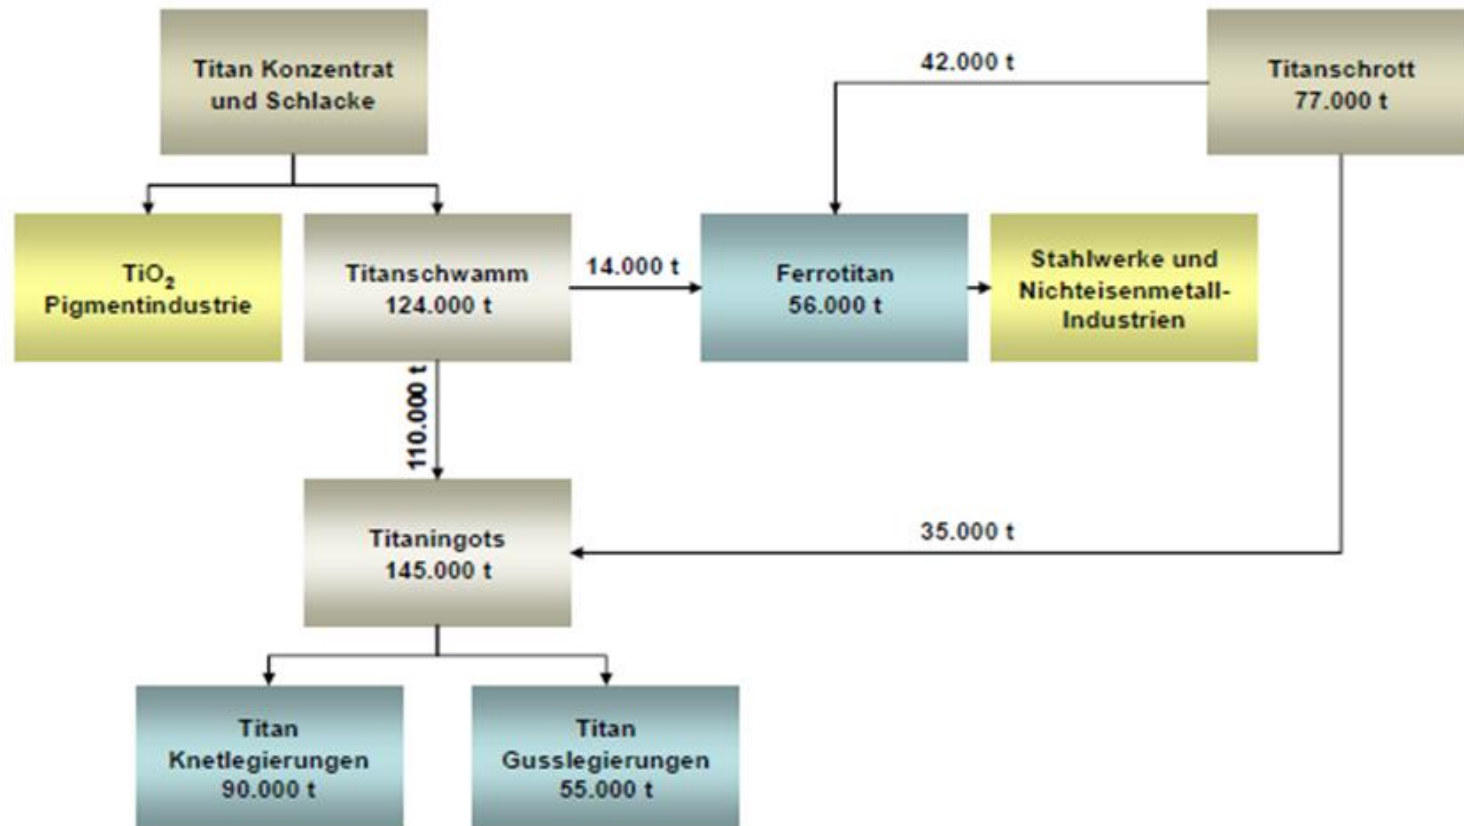 Titan Konzentrat
und Schlacke
42.000 t
Titanschrott
77.000 t
TiO₂
Pigmentindustrie
Titanschwamm
124.000 t
14.000 t
Ferrotitan
56.000 t
Stahlwerke und
Nichteisenmetall-
Industrien
110.000 t
Titaningots
145.000 t
35.000 t
Titan
Knetlegierungen
90.000 t
Titan
Gusslegierungen
55.000 t